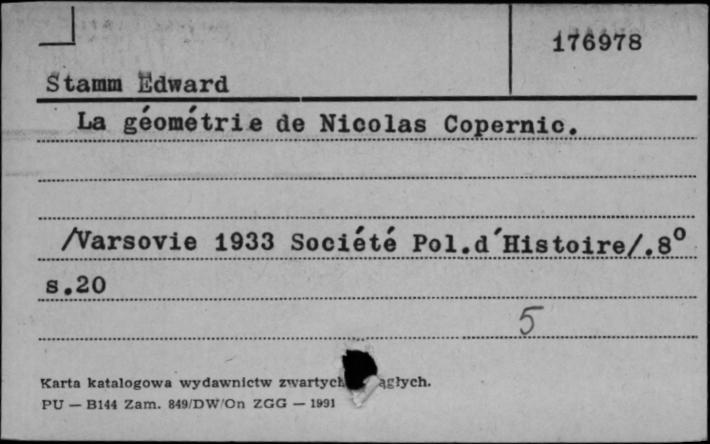 176978
Stamm Edward
La géométrie de Nicolas Copernic.
/Varsovie 1933 Société Pol.d´Histoire/.8º
s.20
5
Karta katalogowa wydawnictw zwartych ągłych.
PU — B144 Zam. 849/DW/On ZGG — 1991